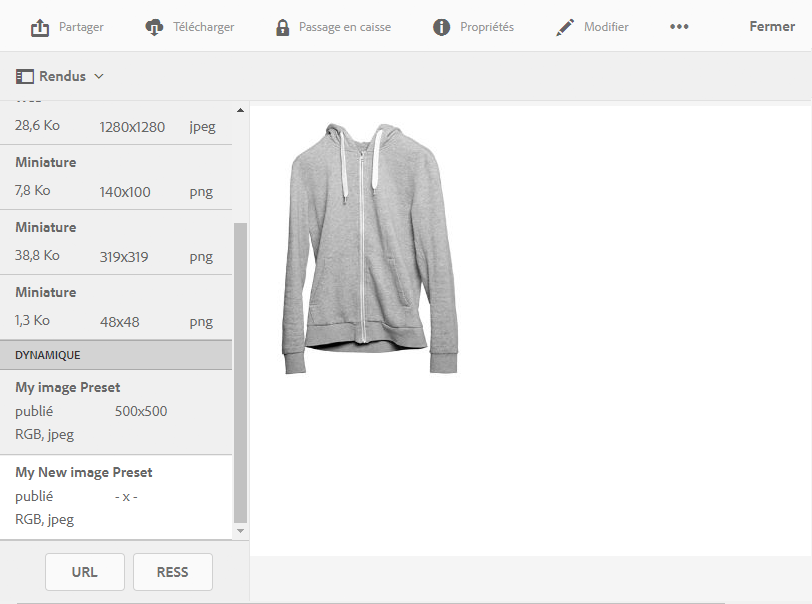 Partager Télécharger Passage en caisse Propriétés Modifier ••• Fermer
Rendus
28,6 Ko 1280x1280 jpeg
Miniature
7,8 Ko 140x100 png
Miniature
38,8 Ko 319x319 png
Miniature
1,3 Ko 48x48 png
DYNAMIQUE
My image Preset
publié 500x500
RGB, jpeg
My New image Preset
publié - x -
RGB, jpeg
URL RESS